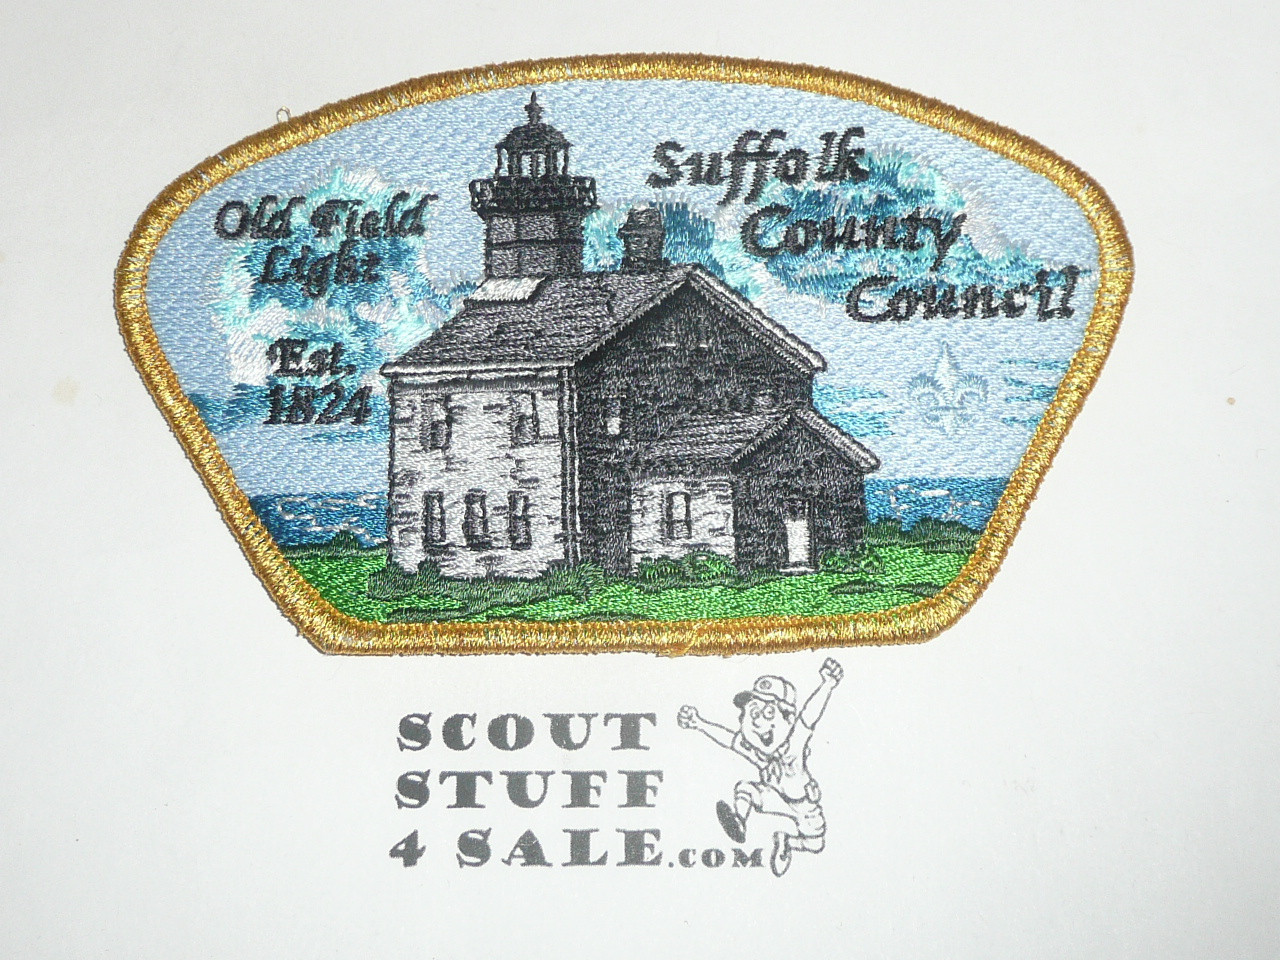 Old Field
Light
Est.
1824
Suffolk
County
Council
SCOUT
STUFF
4 SALE.COM